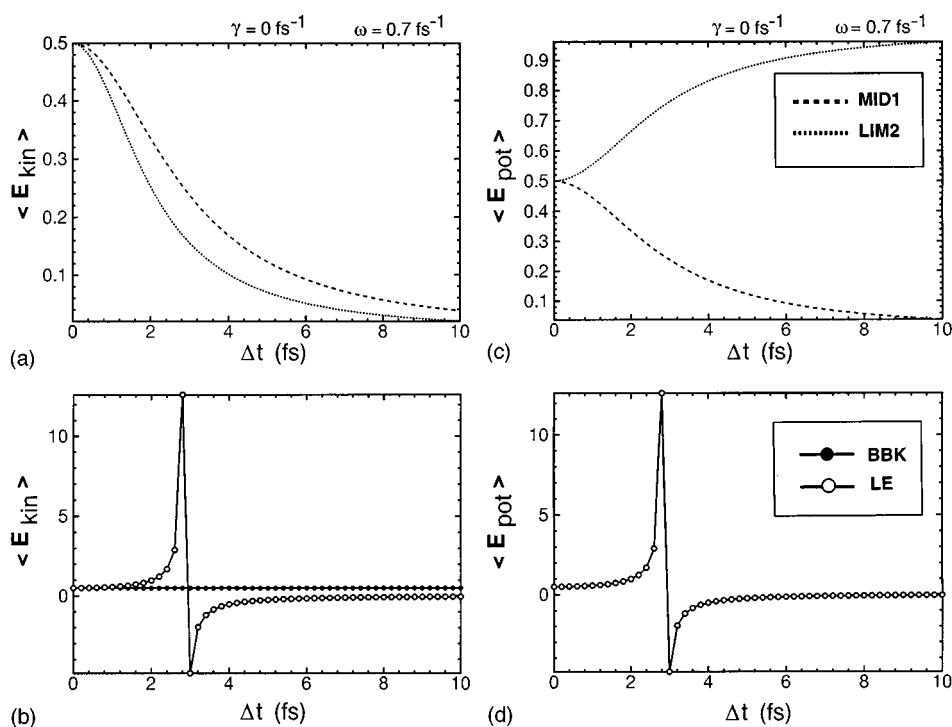 γ = 0 fs⁻¹ ω = 0.7 fs⁻¹
0.5
0.4
0.3
0.2
0.1
< E kin >
0 2 4 6 8 10
(a) Δt (fs)
γ = 0 fs⁻¹ ω = 0.7 fs⁻¹
0.9
0.8
0.7
0.6
0.5
0.4
0.3
0.2
0.1
< E pot >
MID1
LIM2
0 2 4 6 8 10
(c) Δt (fs)
10
5
0
< E kin >
0 2 4 6 8 10
(b) Δt (fs)
10
5
0
< E pot >
BBK
LE
0 2 4 6 8 10
(d) Δt (fs)